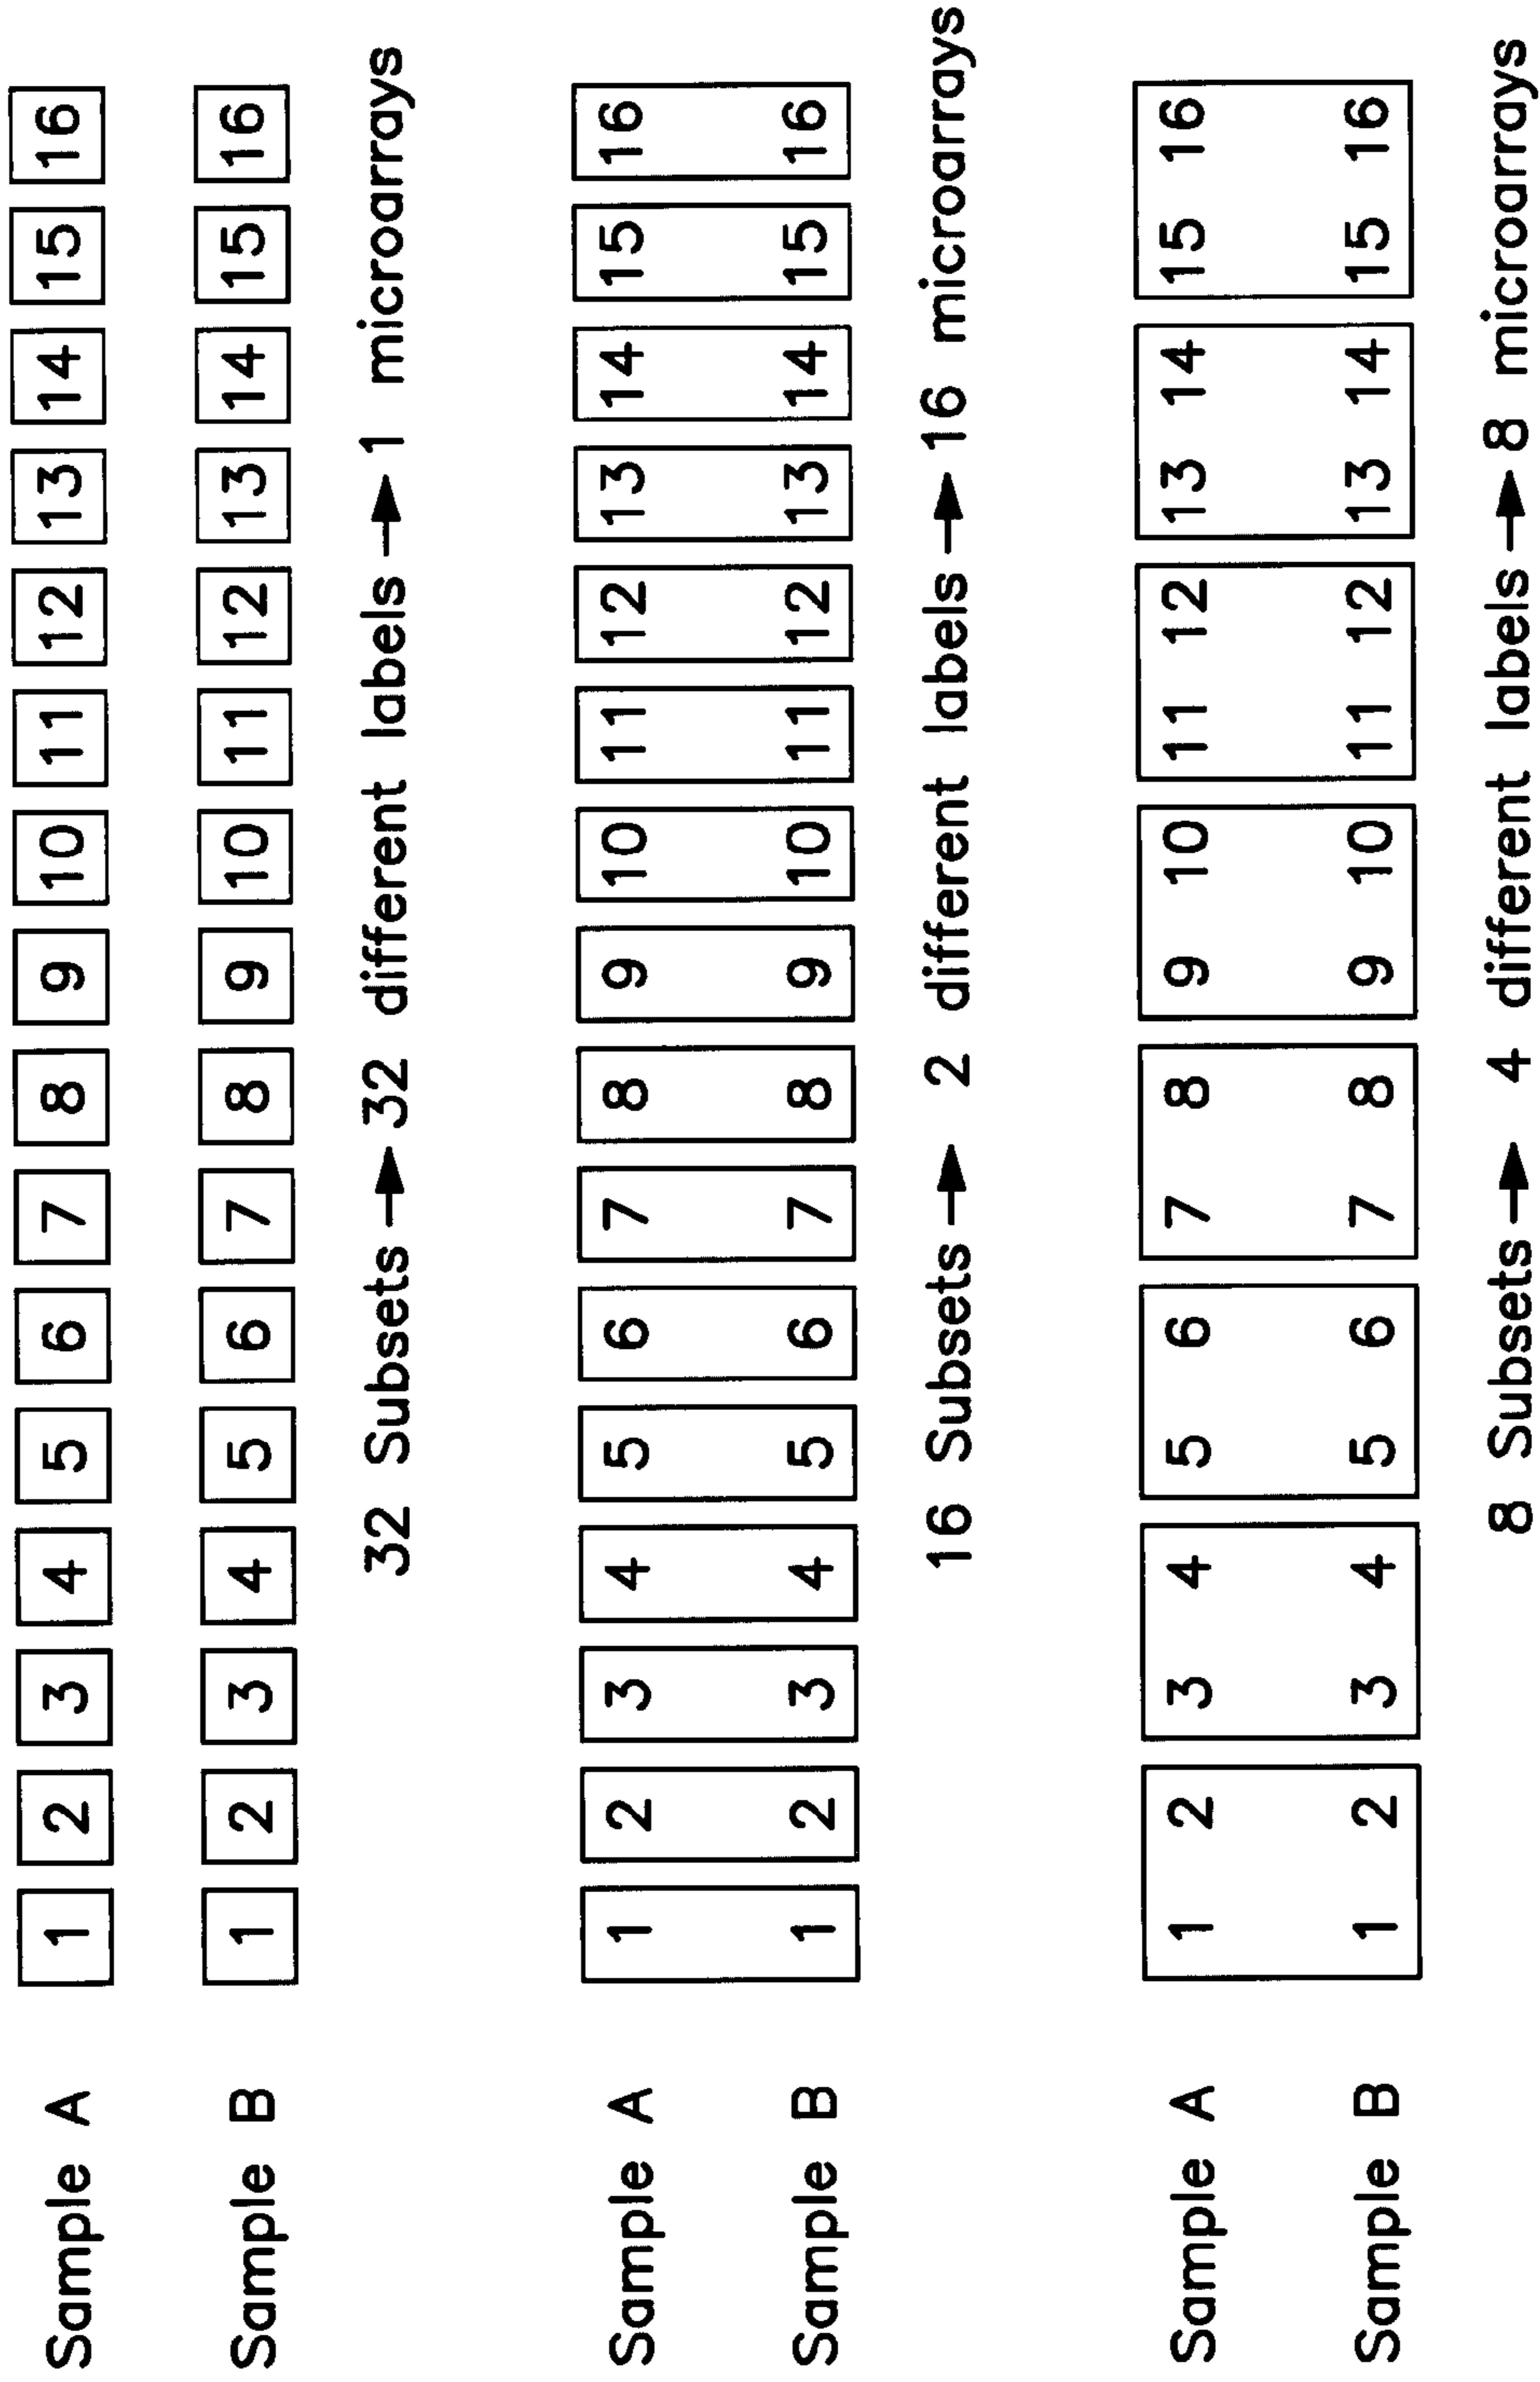 Sample A 1 2 3 4 5 6 7 8 9 10 11 12 13 14 15 16
Sample B 1 2 3 4 5 6 7 8 9 10 11 12 13 14 15 16
32 Subsets → 32 different labels → 1 microarrays
Sample A 1 2 3 4 5 6 7 8 9 10 11 12 13 14 15 16
Sample B 1 2 3 4 5 6 7 8 9 10 11 12 13 14 15 16
16 Subsets → 2 different labels → 16 microarrays
Sample A 1 2 3 4 5 6 7 8 9 10 11 12 13 14 15 16
Sample B 1 2 3 4 5 6 7 8 9 10 11 12 13 14 15 16
8 Subsets → 4 different labels → 8 microarrays